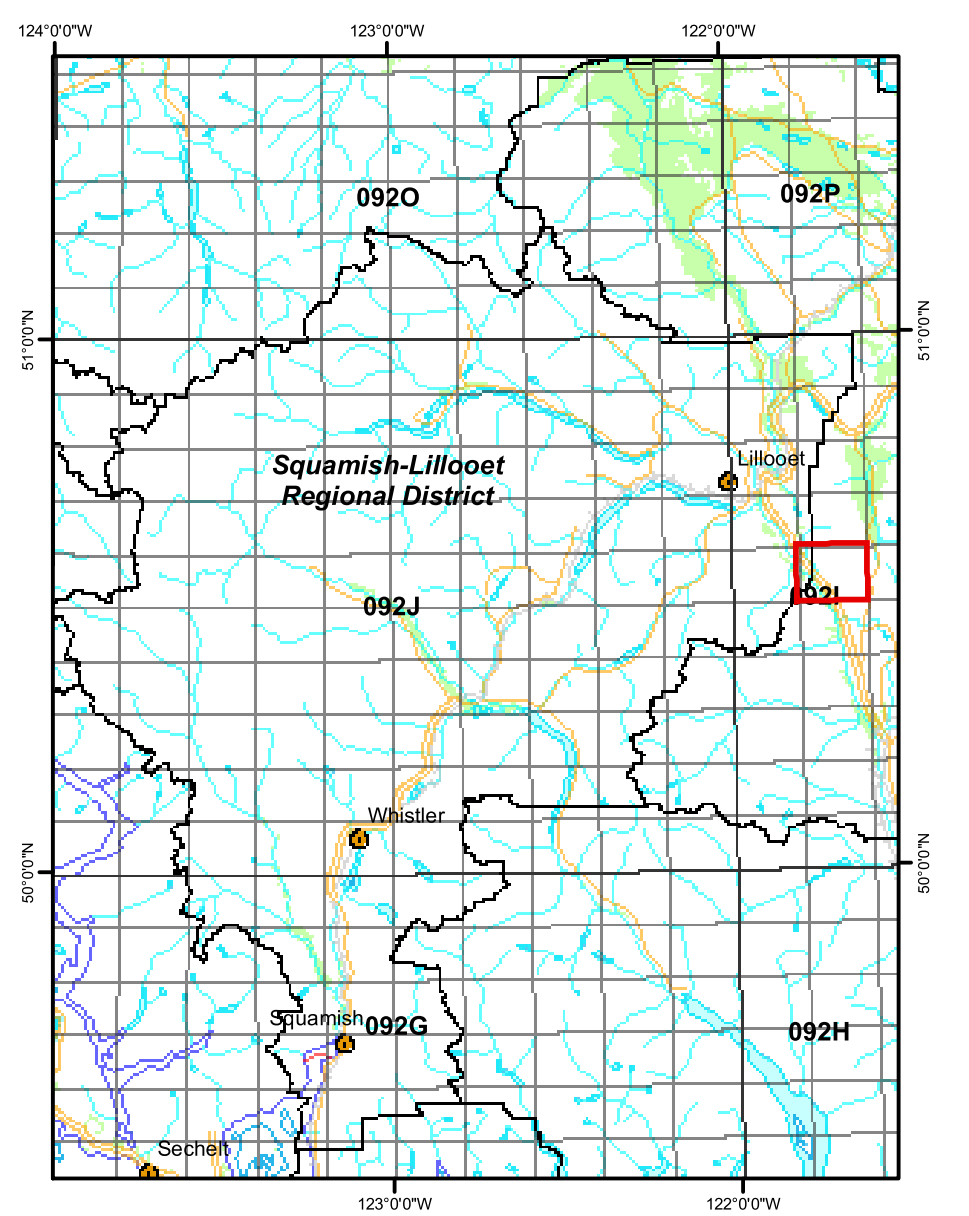 124°0'0"W
123°0'0"W
122°0'0"W
092O
092P
51°0'0"N
51°0'0"N
Lillooet
Squamish-Lillooet
Regional District
092I
092J
Whistler
50°0'0"N
50°0'0"N
Squamish
092G
092H
Sechelt
123°0'0"W
122°0'0"W